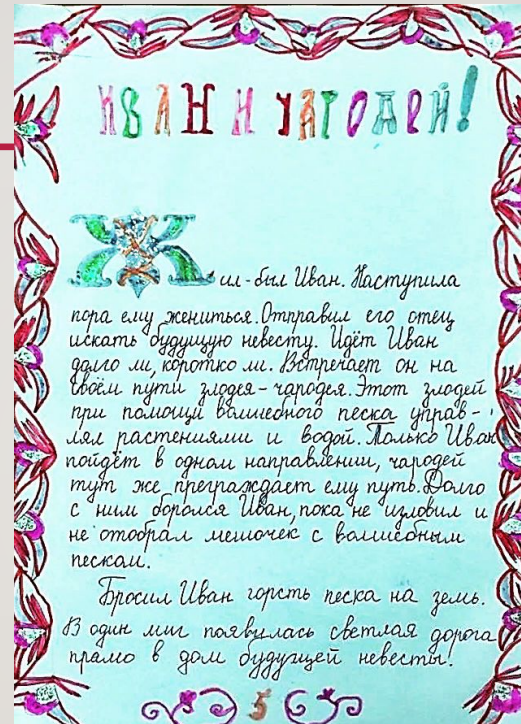 ИВАН И ЧАРОДЕЙ!
Жил-был Иван. Наступила
пора ему жениться. Отправил его отец
искать будущую невесту. Идёт Иван
долго ли, коротко ли. Встречает он на
своём пути злодея-чародея. Этот злодей
при помощи волшебного песка управ-
лял растениями и водой. Только Иван
пойдёт в одном направлении, чародей
тут же преграждает ему путь. Долго
с ним боролся Иван, пока не изловил и
не отобрал мешочек с волшебным
песком.
Бросил Иван горсть песка на земь.
В один миг появилась светлая дорога
прямо в дом будущей невесты.
5